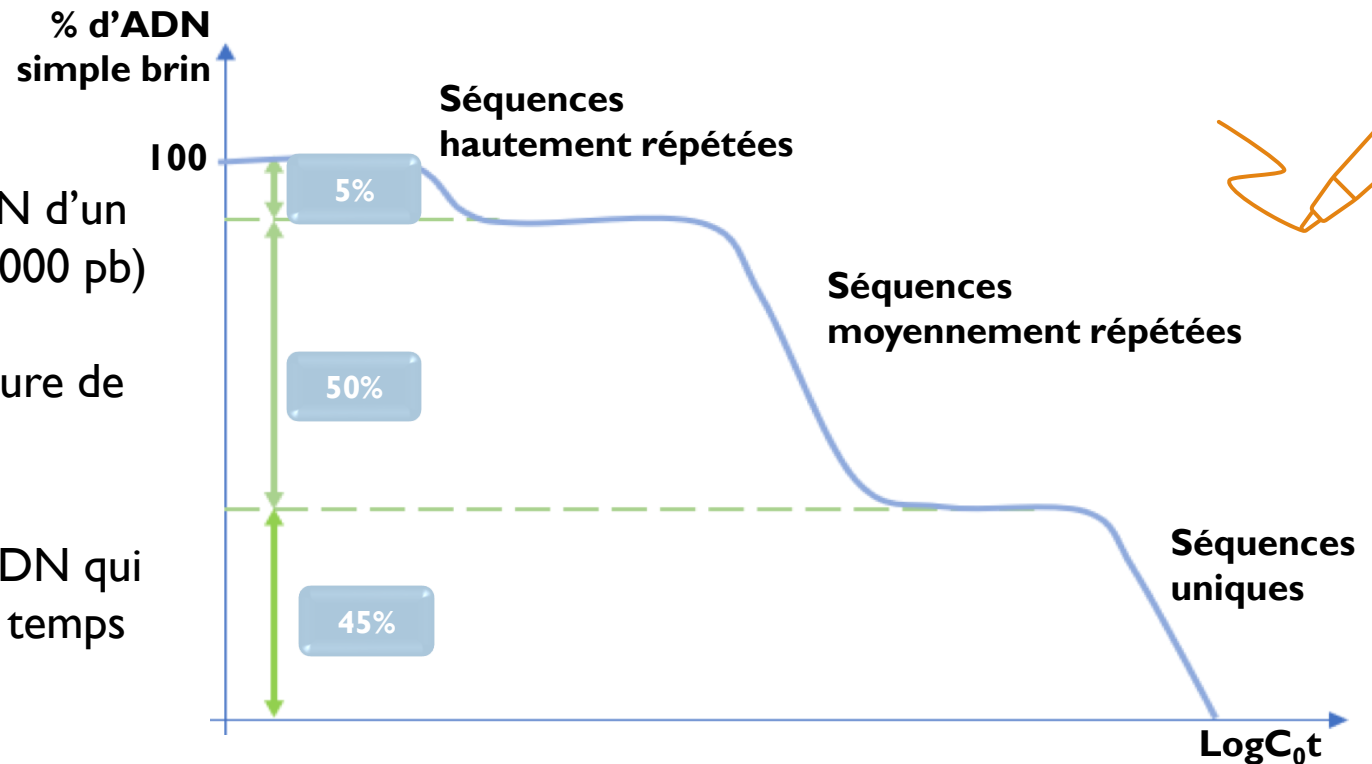 % d'ADN
simple brin
Séquences
hautement répétées
100
5%
N d'un
000 pb)
Séquences
moyennement répétées
50%
ure de
Séquences
uniques
DN qui
temps
45%
LogC₀t